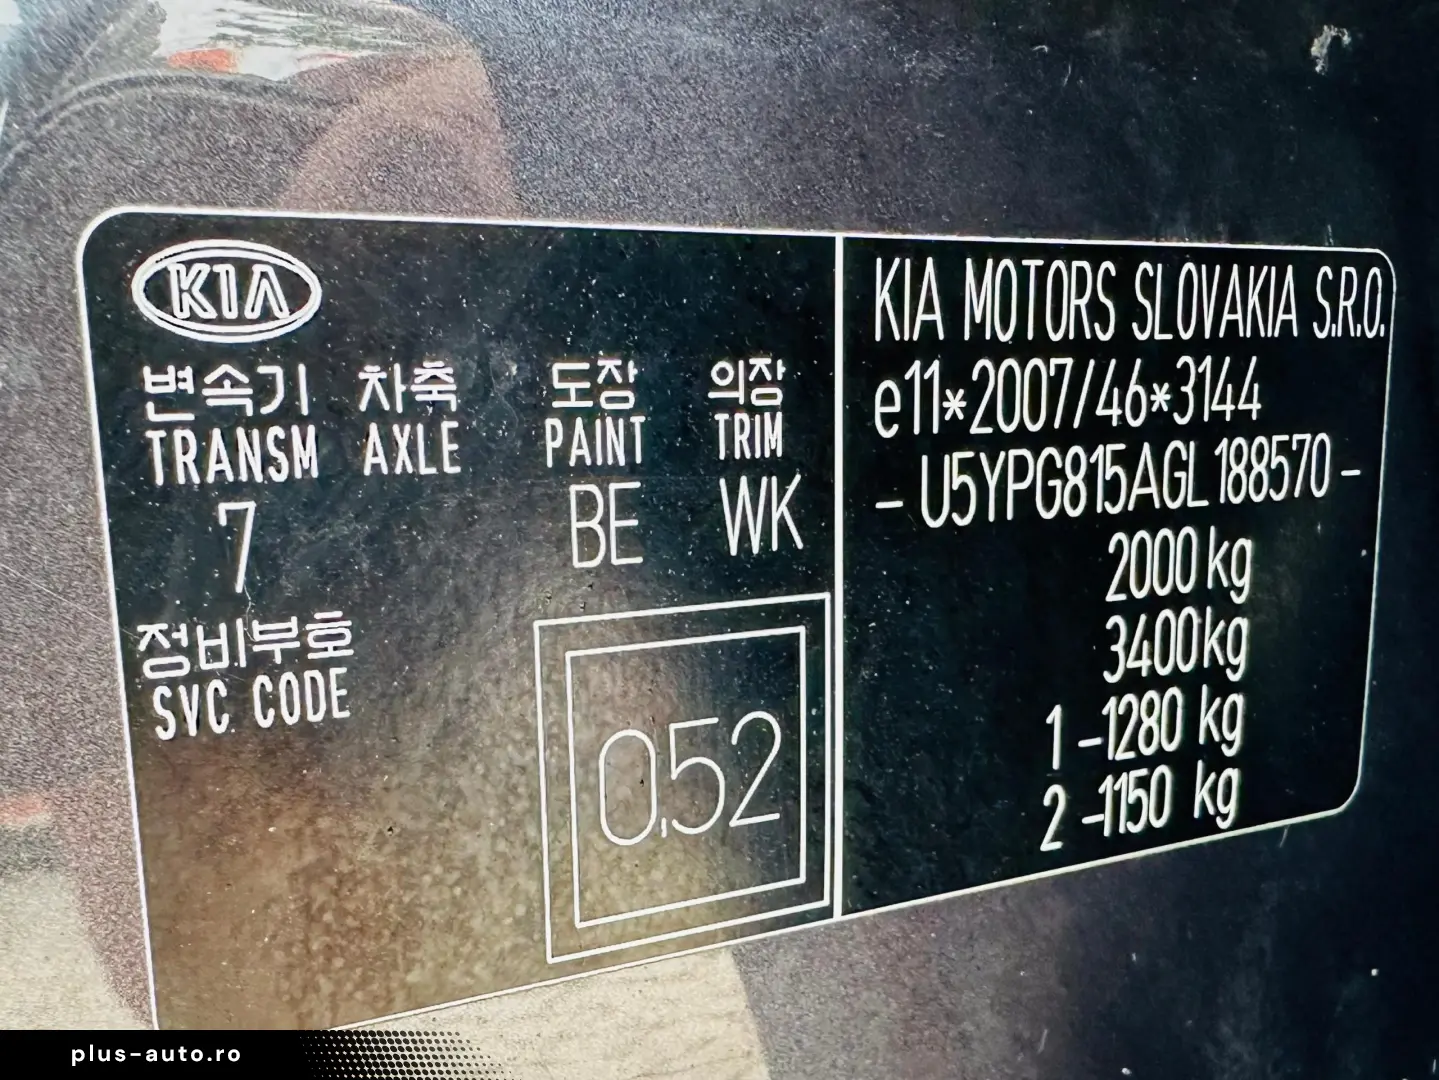 KIA
변속기 차축 도장 의장
TRANSM AXLE PAINT TRIM
7 BE WK
정비부호
SVC CODE
0.52
KIA MOTORS SLOVAKIA S.R.O.
e11*2007/46*3144
- U5YPG815AGL188570 -
2000 kg
3400 kg
1 -1280 kg
2 -1150 kg
plus-auto.ro